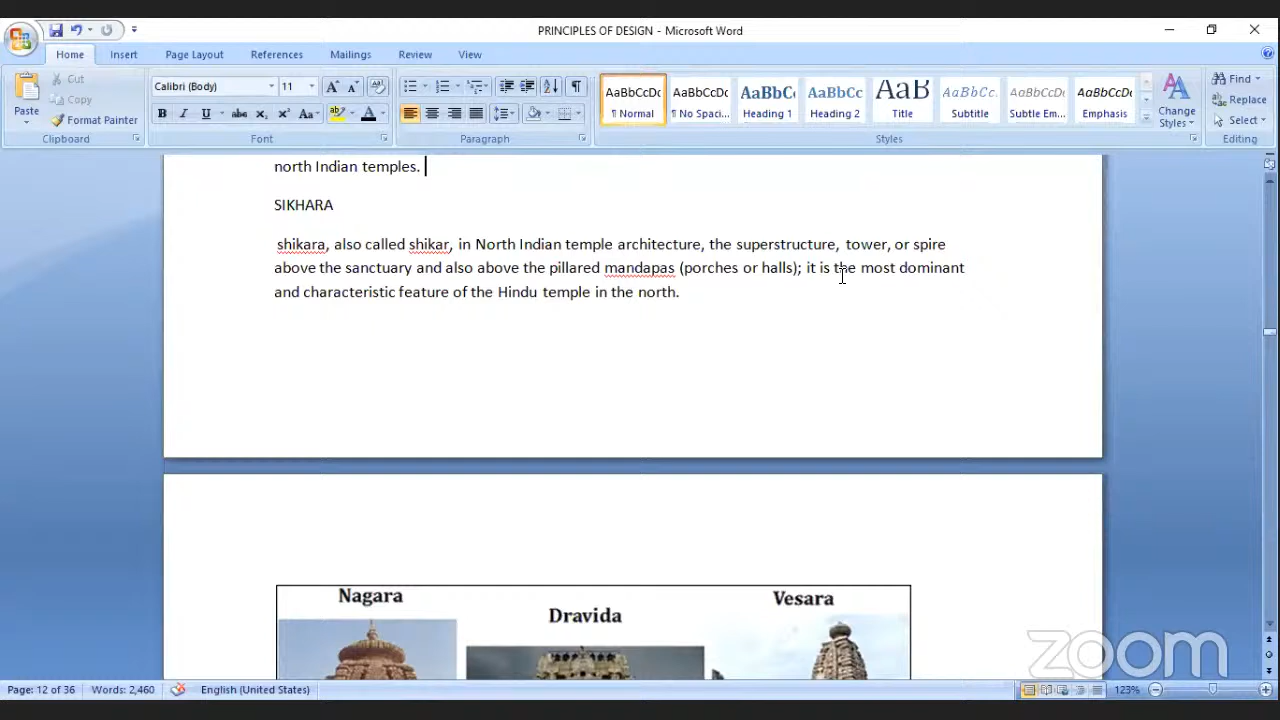 PRINCIPLES OF DESIGN - Microsoft Word
Home Insert Page Layout References Mailings Review View
Paste
Cut
Copy
Format Painter
Clipboard
Calibri (Body) 11
Font
Paragraph
AaBbCcDc AaBbCcDc AaBbC( AaBbCc AaB AaBbCc. AaBbCcDc AaBbCcDc
¶ Normal ¶ No Spaci... Heading 1 Heading 2 Title Subtitle Subtle Em... Emphasis
Change Styles
Styles
Find
Replace
Select
Editing
north Indian temples.
SIKHARA
shikara, also called shikar, in North Indian temple architecture, the superstructure, tower, or spire
above the sanctuary and also above the pillared mandapas (porches or halls); it is the most dominant
and characteristic feature of the Hindu temple in the north.
Nagara
Dravida
Vesara
zoom
Page: 12 of 36 Words: 2,460 English (United States) 123%